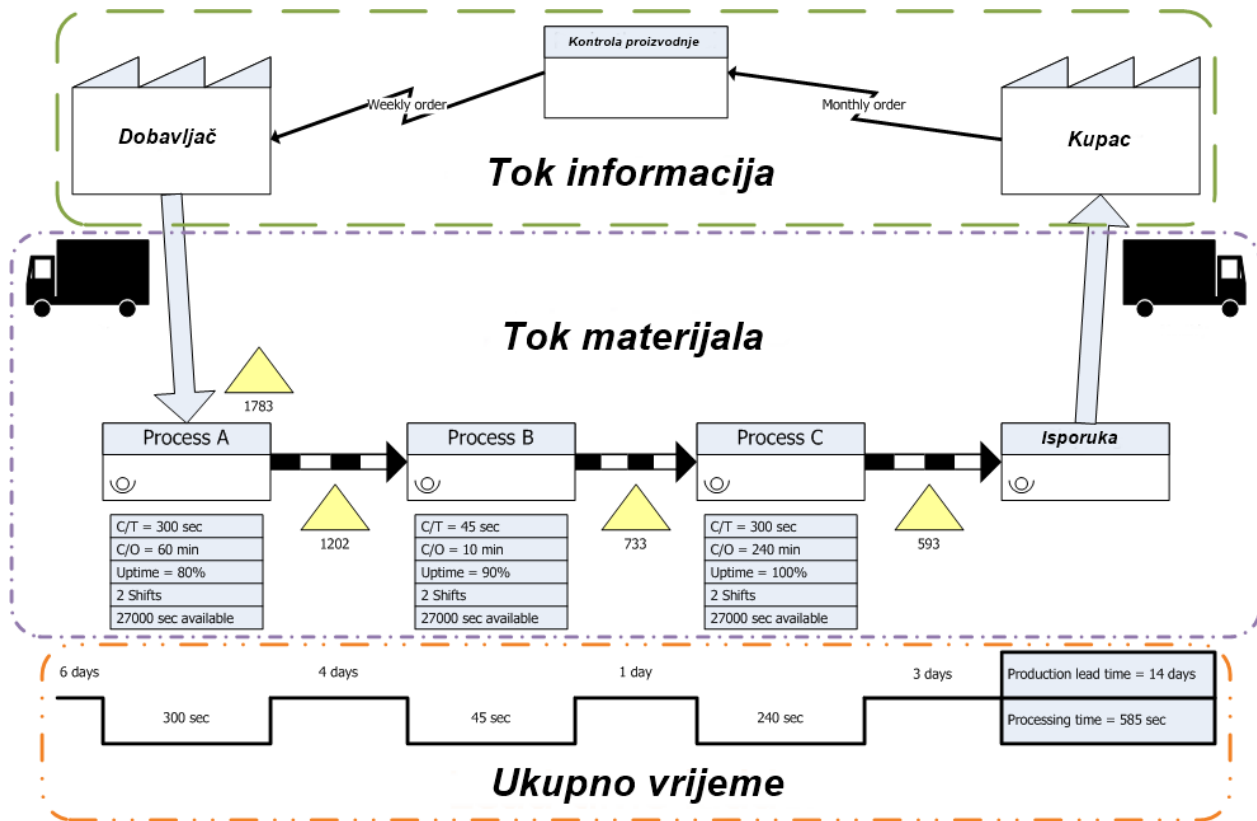 Kontrola proizvodnje
Weekly order
Monthly order
Dobavljač
Kupac
Tok informacija
Tok materijala
1783
Process A
Process B
Process C
Isporuka
1202
733
593
C/T = 300 sec
C/O = 60 min
Uptime = 80%
2 Shifts
27000 sec available
C/T = 45 sec
C/O = 10 min
Uptime = 90%
2 Shifts
27000 sec available
C/T = 300 sec
C/O = 240 min
Uptime = 100%
2 Shifts
27000 sec available
6 days
4 days
1 day
3 days
Production lead time = 14 days
300 sec
45 sec
240 sec
Processing time = 585 sec
Ukupno vrijeme